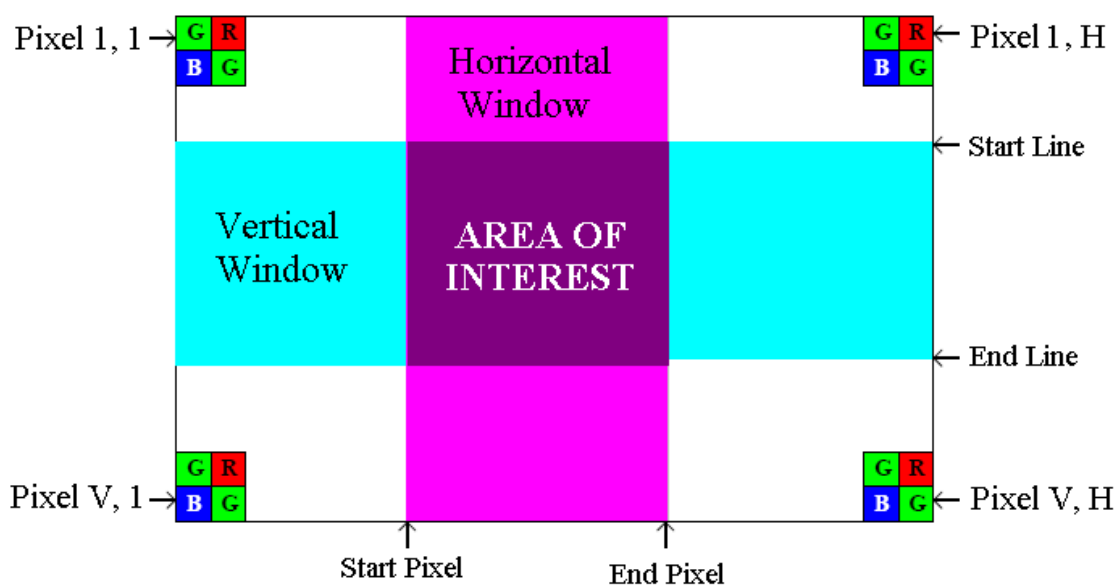 Pixel 1, 1
G R
B G
Horizontal
Window
G R
B G
Pixel 1, H
Start Line
Vertical
Window
AREA OF
INTEREST
End Line
Pixel V, 1
G R
B G
G R
B G
Pixel V, H
Start Pixel
End Pixel